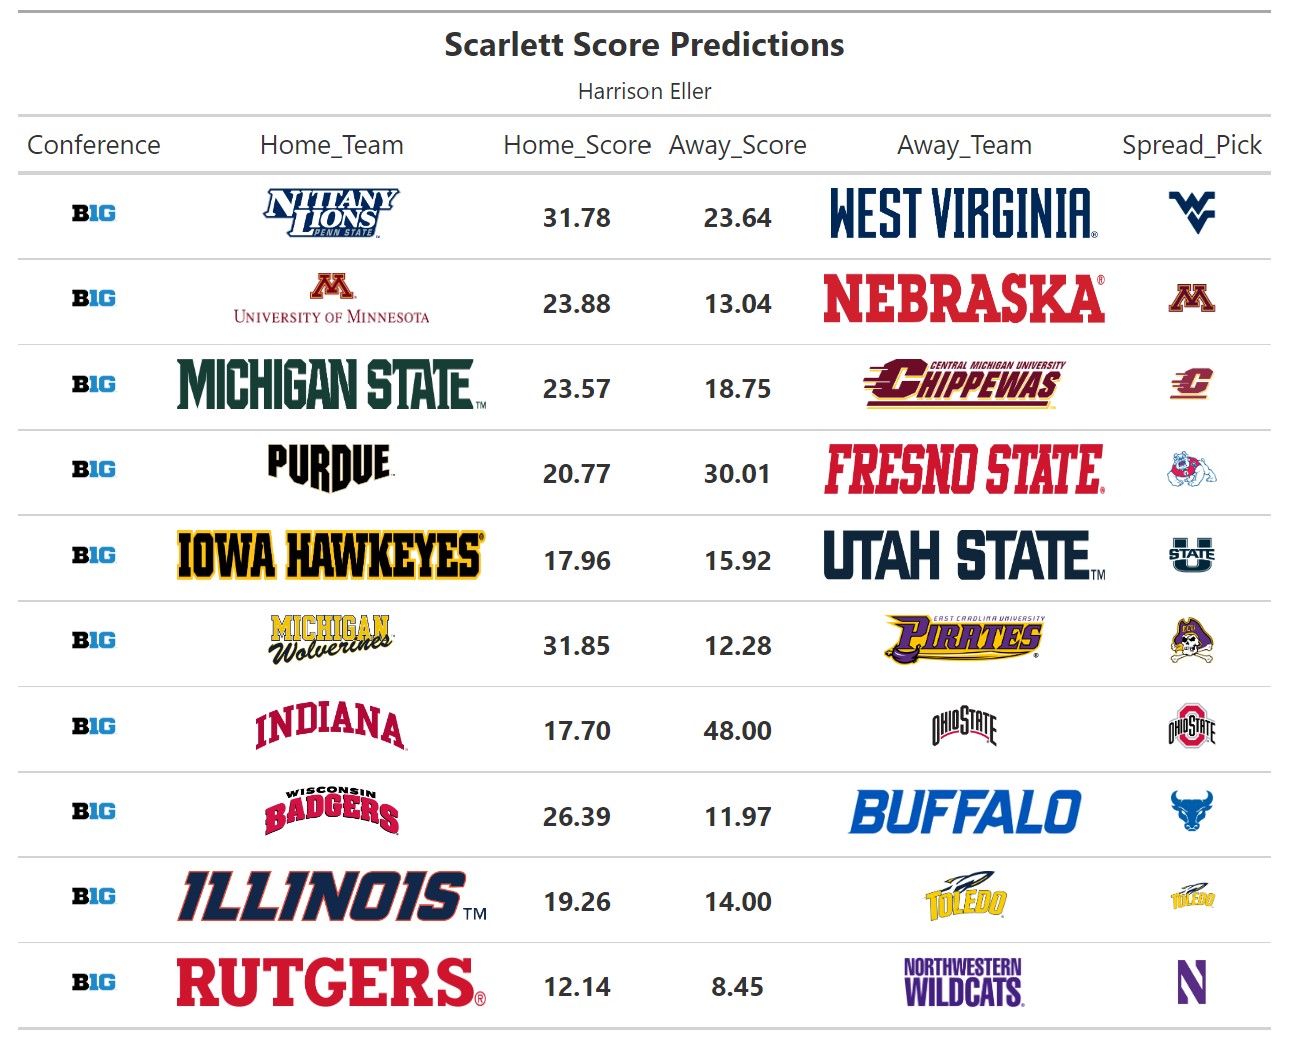 Scarlett Score Predictions
Harrison Eller
Conference Home_Team Home_Score Away_Score Away_Team Spread_Pick
B1G NITTANY LIONS PENN STATE™ 31.78 23.64 WEST VIRGINIA® WV
B1G M UNIVERSITY OF MINNESOTA 23.88 13.04 NEBRASKA® M
B1G MICHIGAN STATE™ 23.57 18.75 CENTRAL MICHIGAN UNIVERSITY CHIPPEWAS C
B1G PURDUE 20.77 30.01 FRESNO STATE®
B1G IOWA HAWKEYES® 17.96 15.92 UTAH STATE™ U STATE
B1G MICHIGAN Wolverines 31.85 12.28 EAST CAROLINA UNIVERSITY PIRATES® ECU
B1G INDIANA 17.70 48.00 OHIO STATE OHIO STATE
B1G WISCONSIN BADGERS 26.39 11.97 BUFFALO
B1G ILLINOIS™ 19.26 14.00 TOLEDO TOLEDO
B1G RUTGERS® 12.14 8.45 NORTHWESTERN WILDCATS N